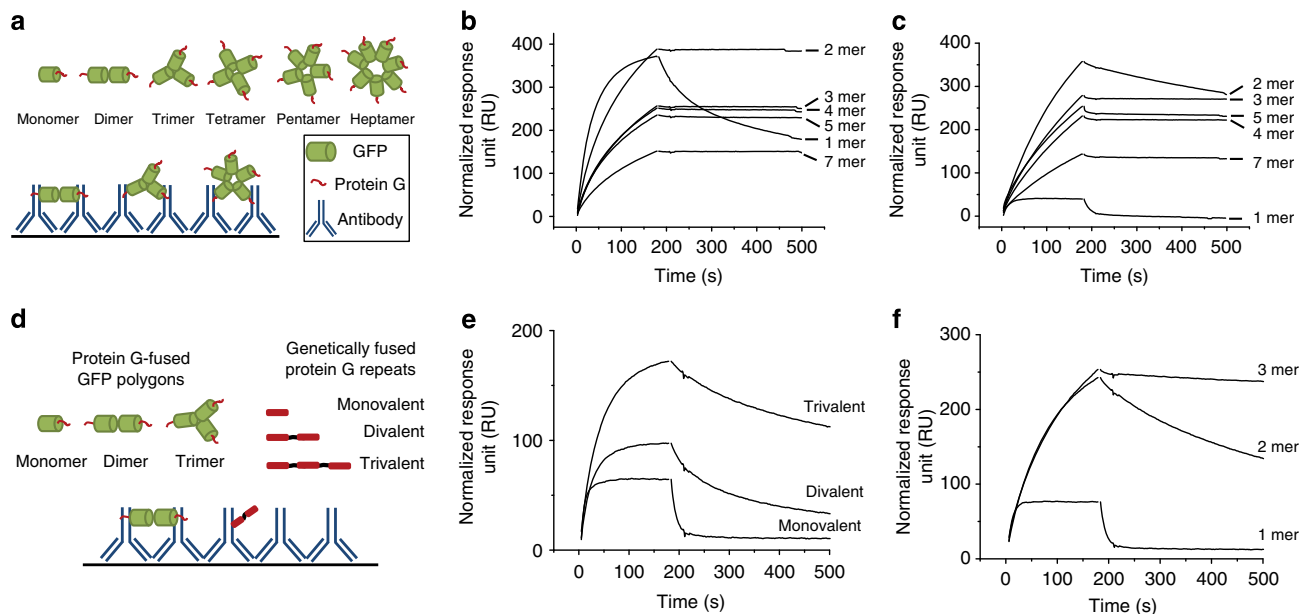 a
Monomer Dimer Trimer Tetramer Pentamer Heptamer
GFP
Protein G
Antibody
b
Normalized response
unit (RU)
400
300
200
100
0
0 100 200 300 400 500
Time (s)
2 mer
3 mer
4 mer
5 mer
1 mer
7 mer
c
Normalized response
unit (RU)
400
300
200
100
0
0 100 200 300 400 500
Time (s)
2 mer
3 mer
5 mer
4 mer
7 mer
1 mer
d
Protein G-fused
GFP polygons
Monomer Dimer Trimer
Genetically fused
protein G repeats
Monovalent
Divalent
Trivalent
e
Normalized response
unit (RU)
200
100
0
0 100 200 300 400 500
Time (s)
Trivalent
Divalent
Monovalent
f
Normalized response
unit (RU)
300
200
100
0
0 100 200 300 400 500
Time (s)
3 mer
2 mer
1 mer